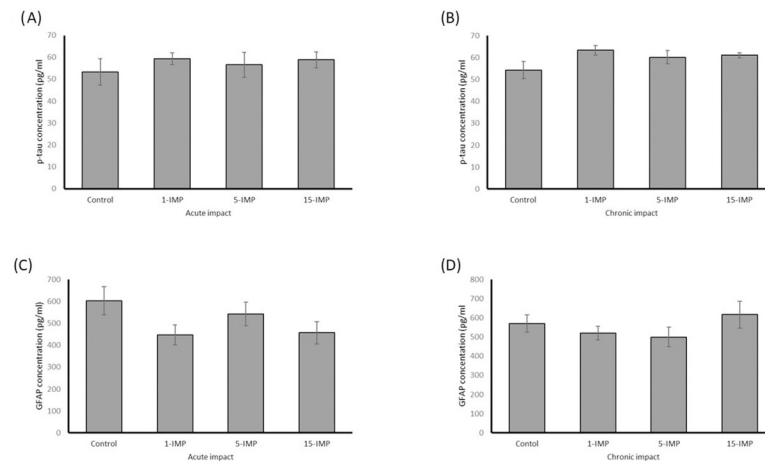 (A)
p-tau concentration (pg/ml
70
60
50
40
30
20
10
0
Control 1-IMP 5-IMP 15-IMP
Acute impact
(B)
p-tau concentration (pg/ml
70
60
50
40
30
20
10
0
Control 1-IMP 5-IMP 15-IMP
Chronic impact
(C)
GFAP concentration (pg/ml)
700
600
500
400
300
200
100
0
Control 1-IMP 5-IMP 15-IMP
Acute impact
(D)
GFAP concentration (pg/ml
800
700
600
500
400
300
200
100
0
Contol 1-IMP 5-IMP 15-IMP
Chronic impact